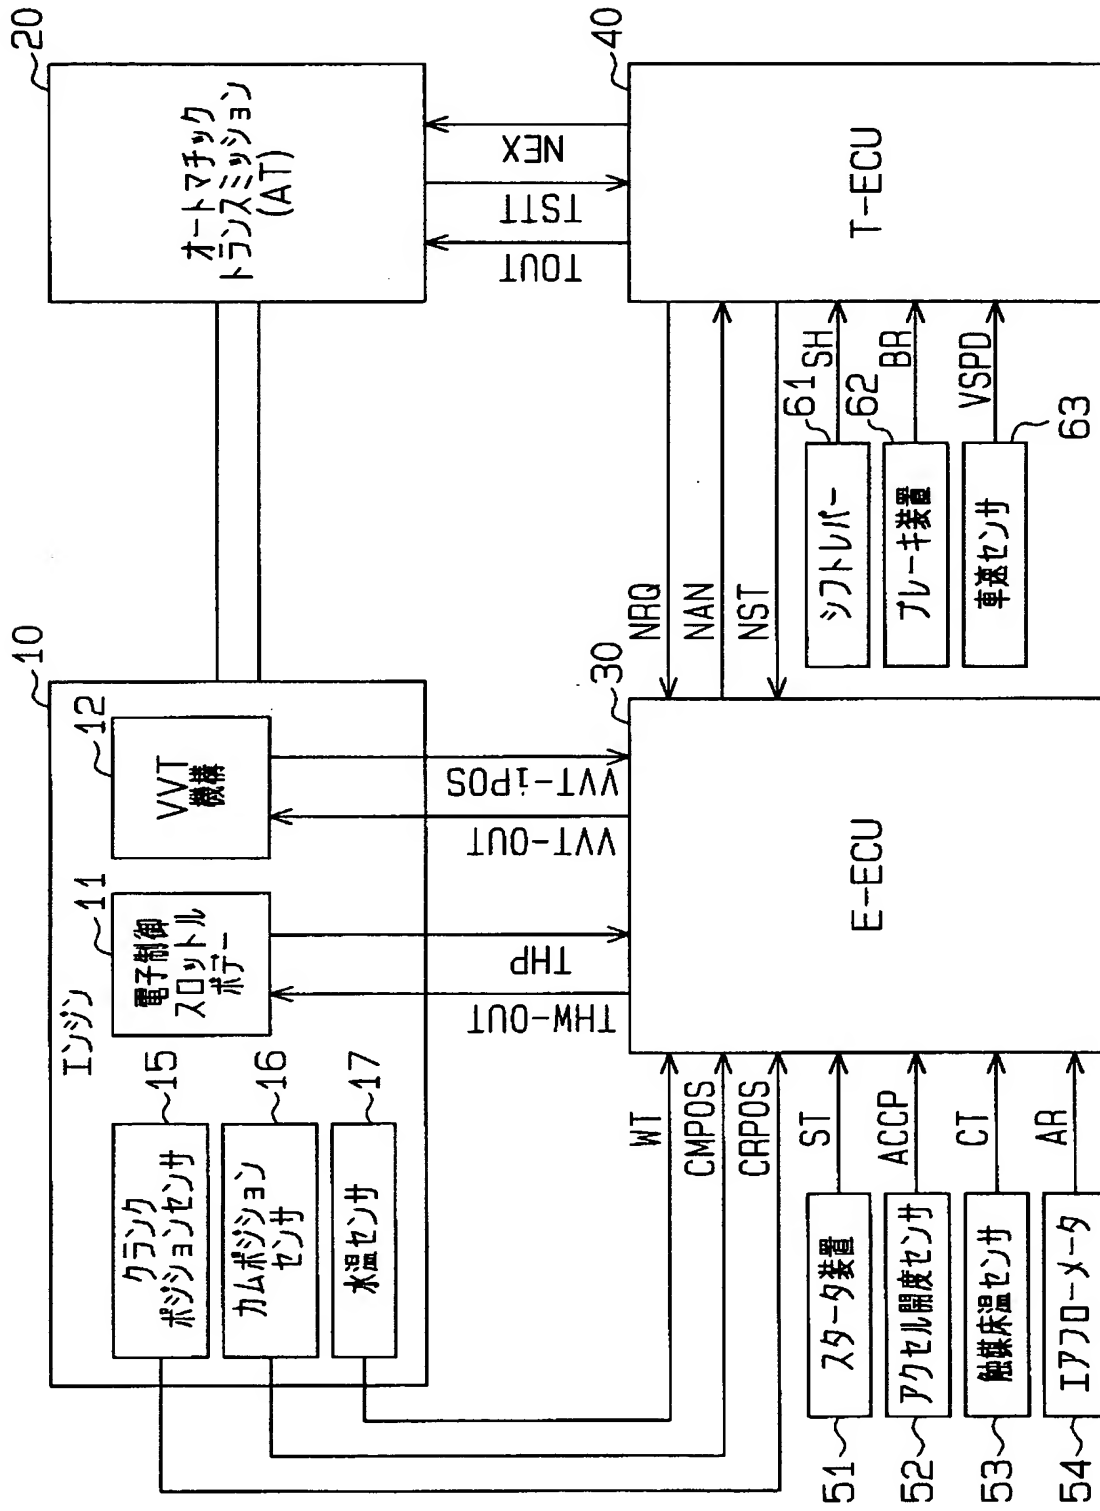 10
エンジン
クランク
ポジションセンサ
15
カムポジション
センサ
16
水温センサ
17
電子制御
スロットル
ボデー
11
VVT
機構
12
オートマチック
トランスミッション
(AT)
20
THW-OUT
THP
VVT-OUT
VVT-iPOS
TOUT
TSTT
NEX
WT
CMPOS
CRPOS
30
E-ECU
NRQ
NAN
NST
40
T-ECU
51
スタータ装置
ST
52
アクセル開度センサ
ACCP
53
触媒床温センサ
CT
54
エアフローメータ
AR
シフトレバー
61
SH
ブレーキ装置
62
BR
車速センサ
63
VSPD